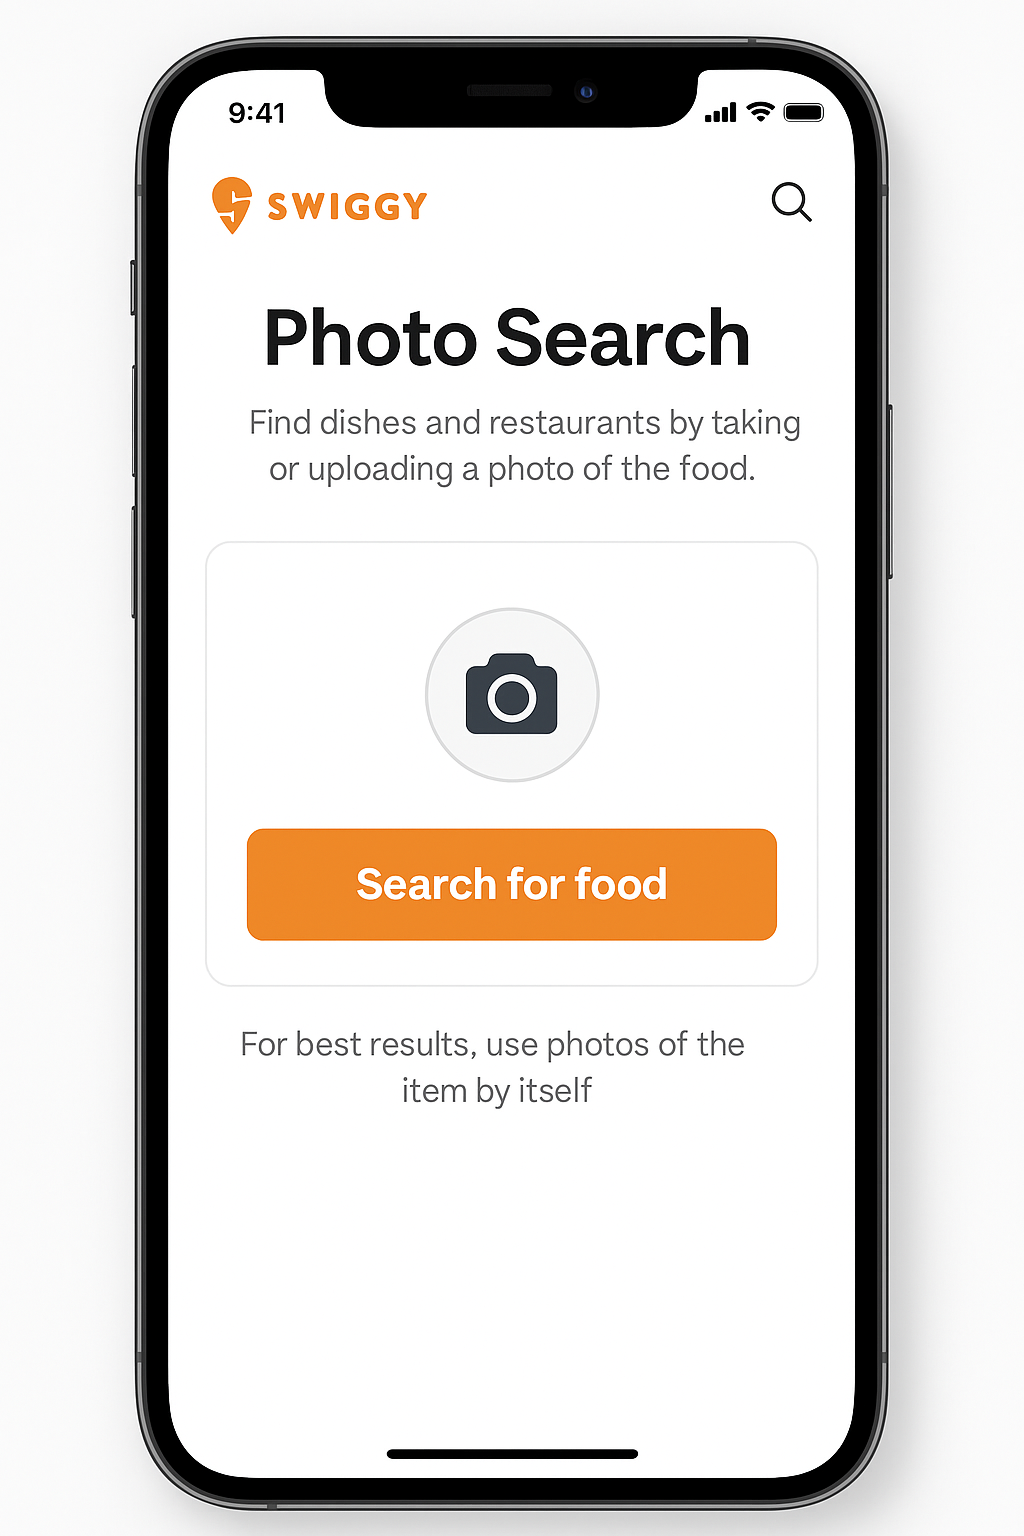 9:41
SWIGGY
Photo Search
Find dishes and restaurants by taking
or uploading a photo of the food.
Search for food
For best results, use photos of the
item by itself